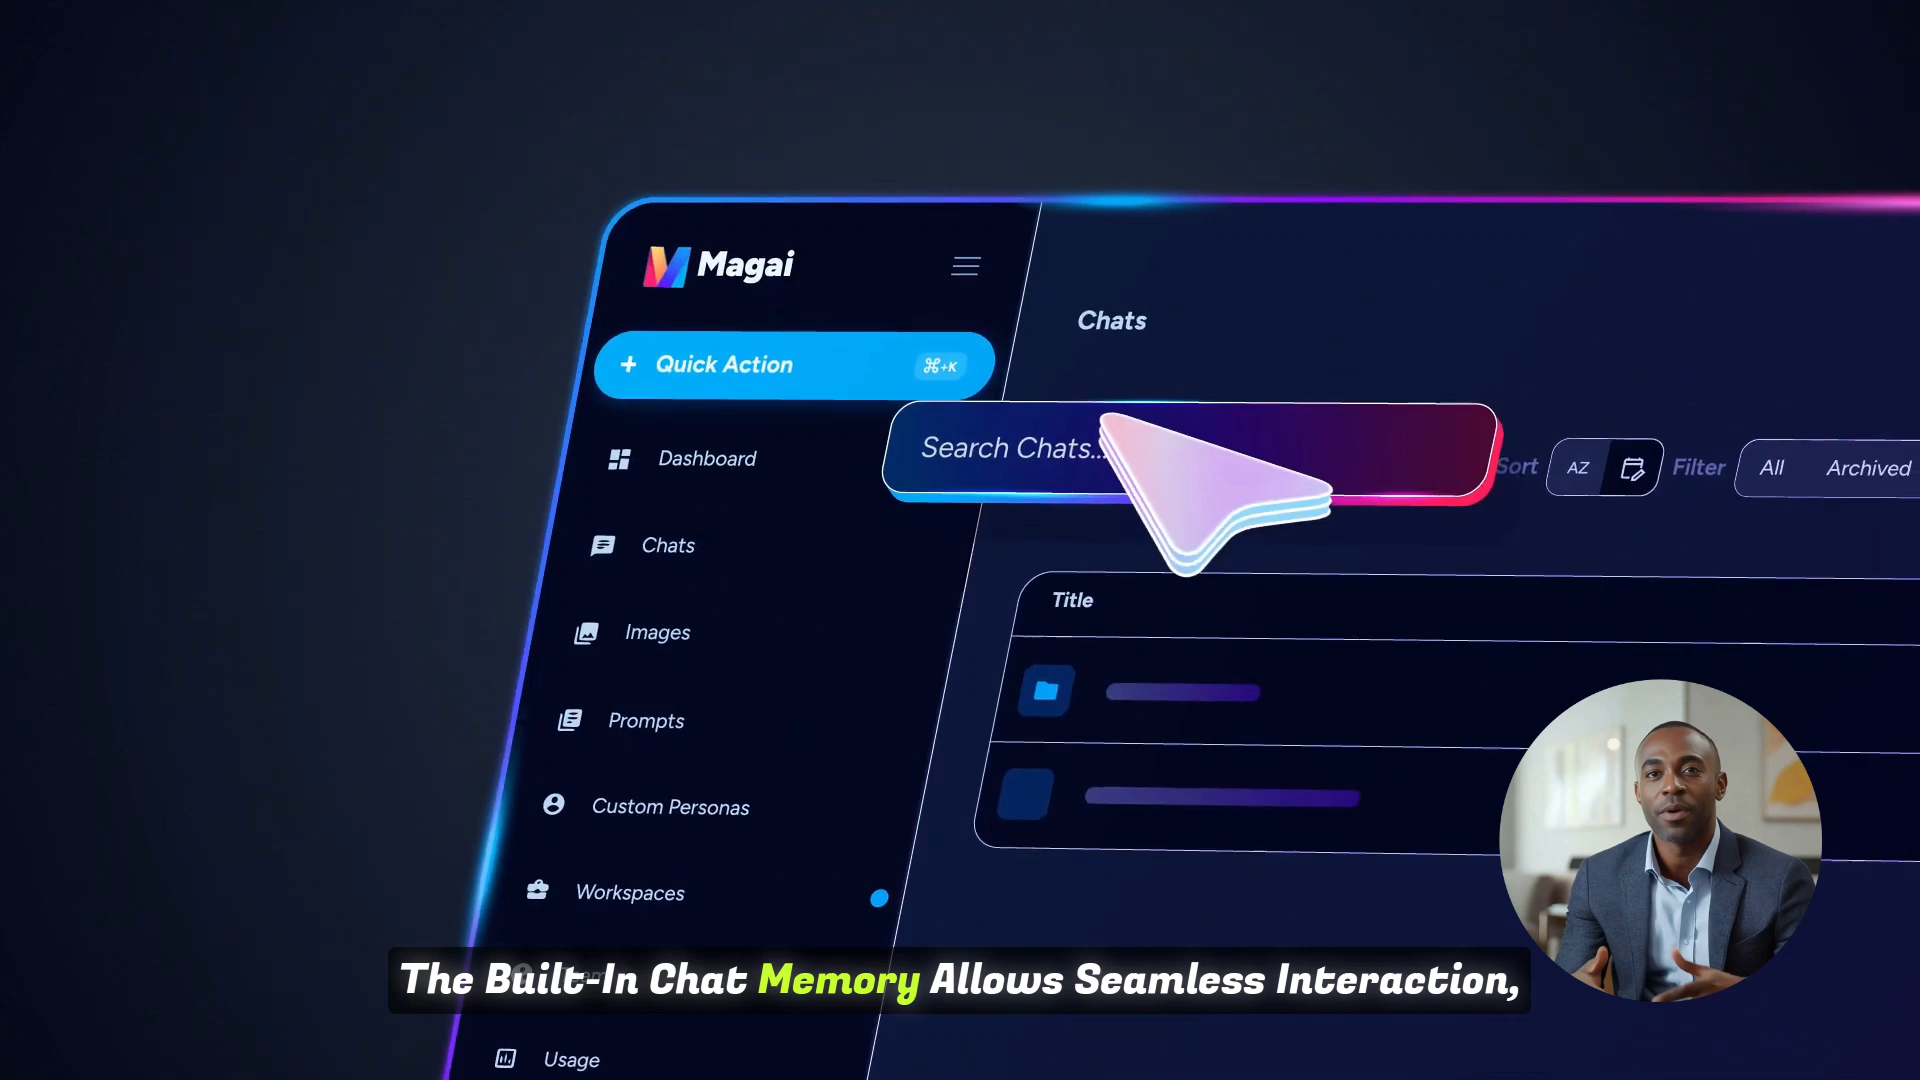 Magai
Quick Action ⌘+K
Chats
Search Chats...
Sort AZ Filter All Archived
Dashboard
Chats
Images
Title
Prompts
Custom Personas
Workspaces
The Built-In Chat Memory Allows Seamless Interaction,
Usage